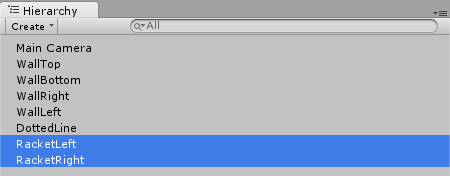 Hierarchy
Create All
Main Camera
WallTop
WallBottom
WallRight
WallLeft
DottedLine
RacketLeft
RacketRight